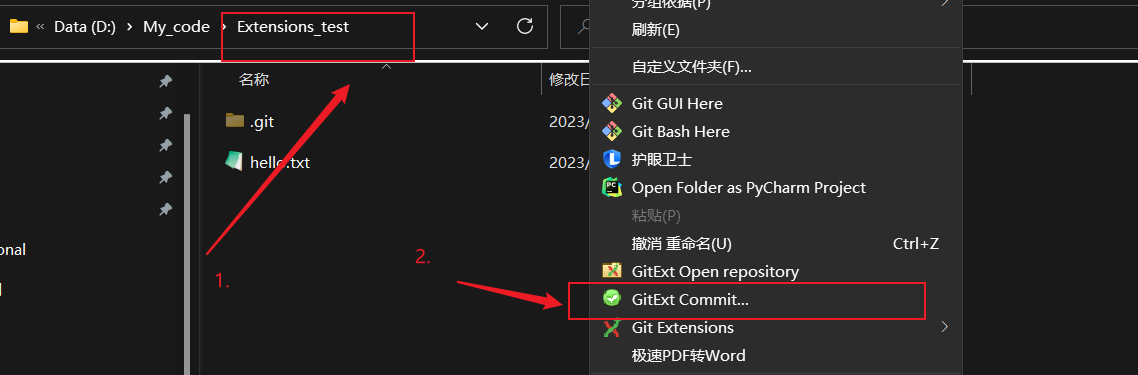 Data (D:) My_code Extensions_test
分组依据(P)
刷新(E)
自定义文件夹(F)...
名称
修改日
.git
2023/
hello.txt
2023/
Git GUI Here
Git Bash Here
护眼卫士
Open Folder as PyCharm Project
粘贴(P)
撤消 重命名(U) Ctrl+Z
GitExt Open repository
GitExt Commit...
Git Extensions
极速PDF转Word
onal
1.
2.